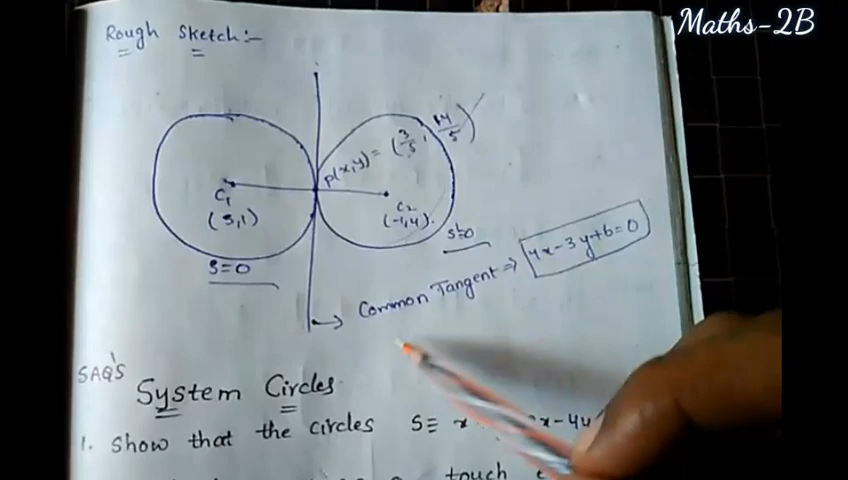 Maths-2B
Rough Sketch:-
P(x,y) = (3/5, 14/5)
C1
(3,1)
C2
(-1,4).
S=0
S'=0
Common Tangent => 4x-3y+6=0
SAQ's
System Circles
1. Show that the circles S≡ x
touch